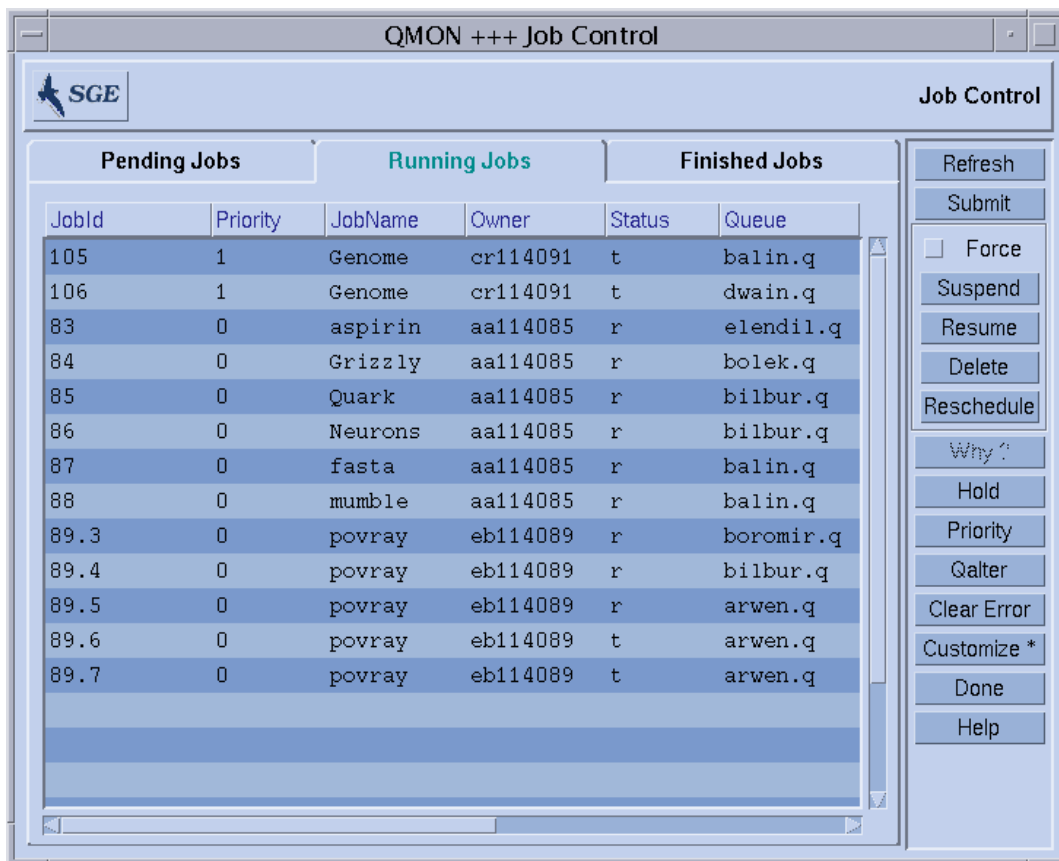 QMON +++ Job Control
SGE
Job Control
Pending Jobs Running Jobs Finished Jobs
JobId Priority JobName Owner Status Queue
105 1 Genome cr114091 t balin.q
106 1 Genome cr114091 t dwain.q
83 0 aspirin aa114085 r elendil.q
84 0 Grizzly aa114085 r bolek.q
85 0 Quark aa114085 r bilbur.q
86 0 Neurons aa114085 r bilbur.q
87 0 fasta aa114085 r balin.q
88 0 mumble aa114085 r balin.q
89.3 0 povray eb114089 r boromir.q
89.4 0 povray eb114089 r bilbur.q
89.5 0 povray eb114089 r arwen.q
89.6 0 povray eb114089 t arwen.q
89.7 0 povray eb114089 t arwen.q
Refresh
Submit
Force
Suspend
Resume
Delete
Reschedule
Why ?
Hold
Priority
Qalter
Clear Error
Customize *
Done
Help